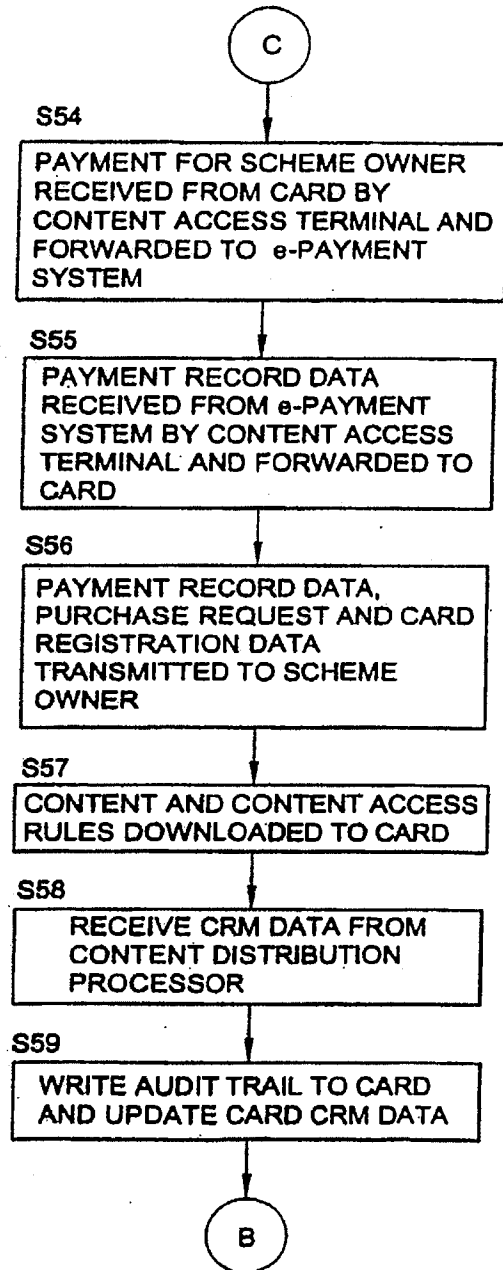 C
S54
PAYMENT FOR SCHEME OWNER
RECEIVED FROM CARD BY
CONTENT ACCESS TERMINAL AND
FORWARDED TO e-PAYMENT
SYSTEM
S55
PAYMENT RECORD DATA
RECEIVED FROM e-PAYMENT
SYSTEM BY CONTENT ACCESS
TERMINAL AND FORWARDED TO
CARD
S56
PAYMENT RECORD DATA,
PURCHASE REQUEST AND CARD
REGISTRATION DATA
TRANSMITTED TO SCHEME
OWNER
S57
CONTENT AND CONTENT ACCESS
RULES DOWNLOADED TO CARD
S58
RECEIVE CRM DATA FROM
CONTENT DISTRIBUTION
PROCESSOR
S59
WRITE AUDIT TRAIL TO CARD
AND UPDATE CARD CRM DATA
B